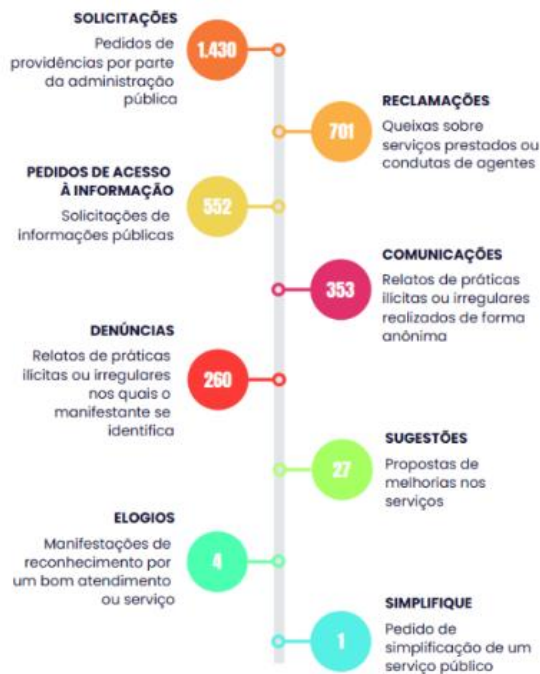 SOLICITAÇÕES
Pedidos de
providências por parte
da administração
pública
1.430
RECLAMAÇÕES
Queixas sobre
serviços prestados ou
condutas de agentes
701
PEDIDOS DE ACESSO
À INFORMAÇÃO
Solicitações de
informações públicas
552
COMUNICAÇÕES
Relatos de práticas
ilícitas ou irregulares
realizados de forma
anônima
353
DENÚNCIAS
Relatos de práticas
ilícitas ou irregulares
nos quais o
manifestante se
identifica
260
SUGESTÕES
Propostas de
melhorias nos
serviços
27
ELOGIOS
Manifestações de
reconhecimento por
um bom atendimento
ou serviço
4
SIMPLIFIQUE
Pedido de
simplificação de um
serviço público
1